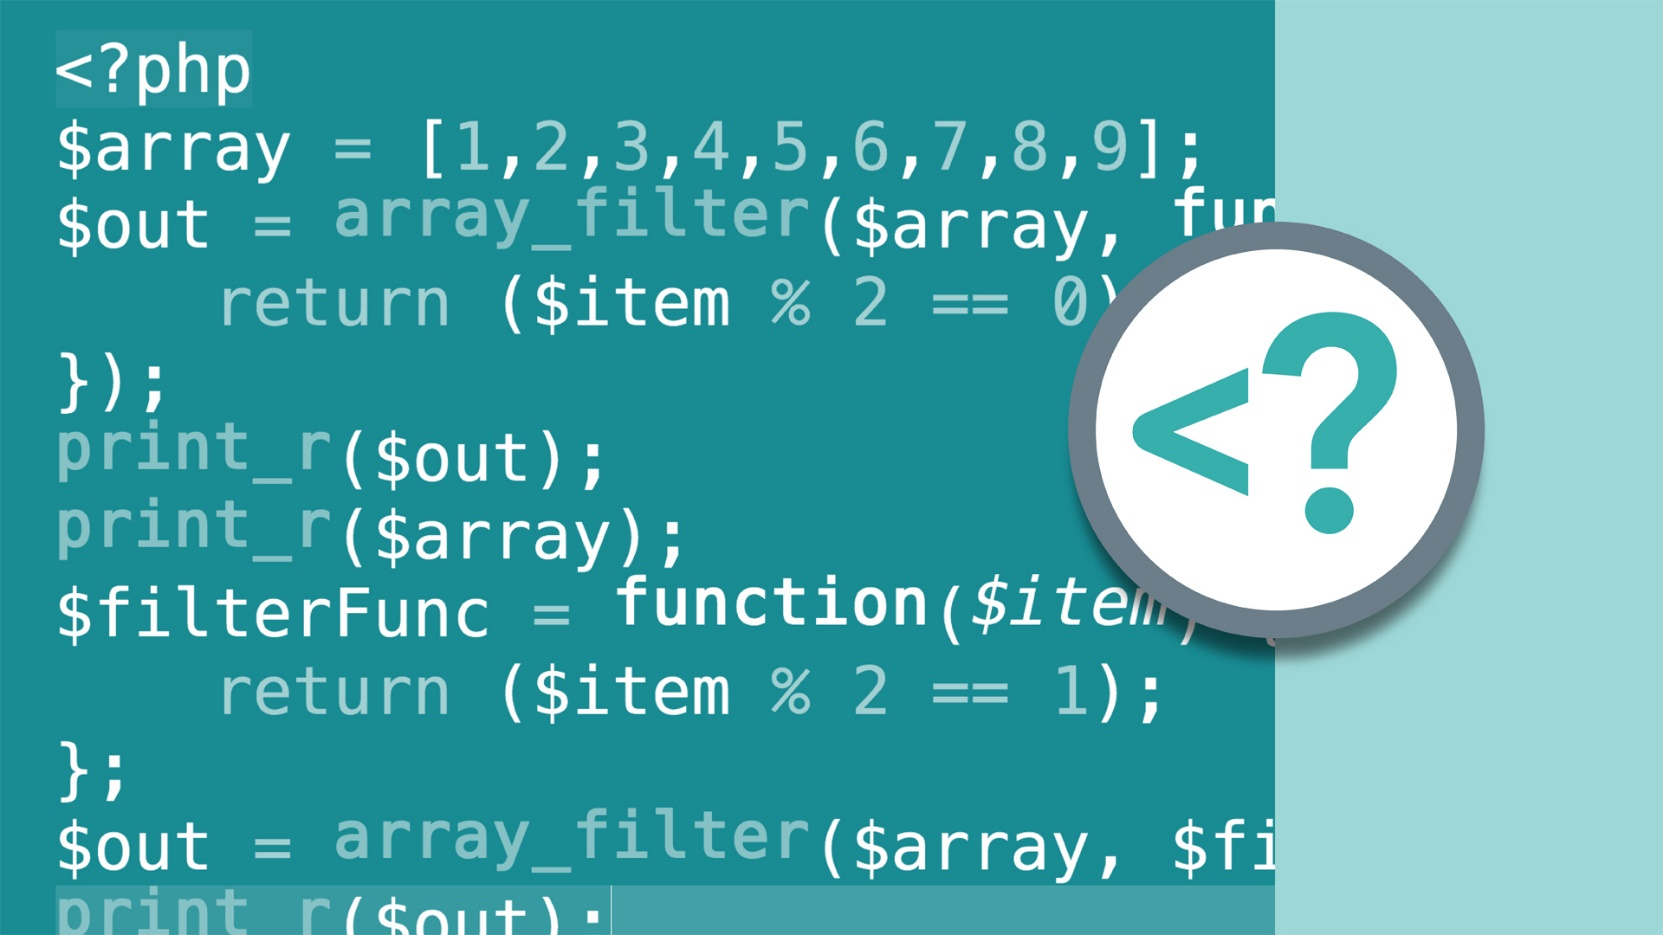 <?php
$array = [1,2,3,4,5,6,7,8,9];
$out = array_filter($array, fun
    return ($item % 2 == 0)
});
print_r($out);
print_r($array);
$filterFunc = function($item) {
    return ($item % 2 == 1);
};
$out = array_filter($array, $fi
print_r($out);
<?